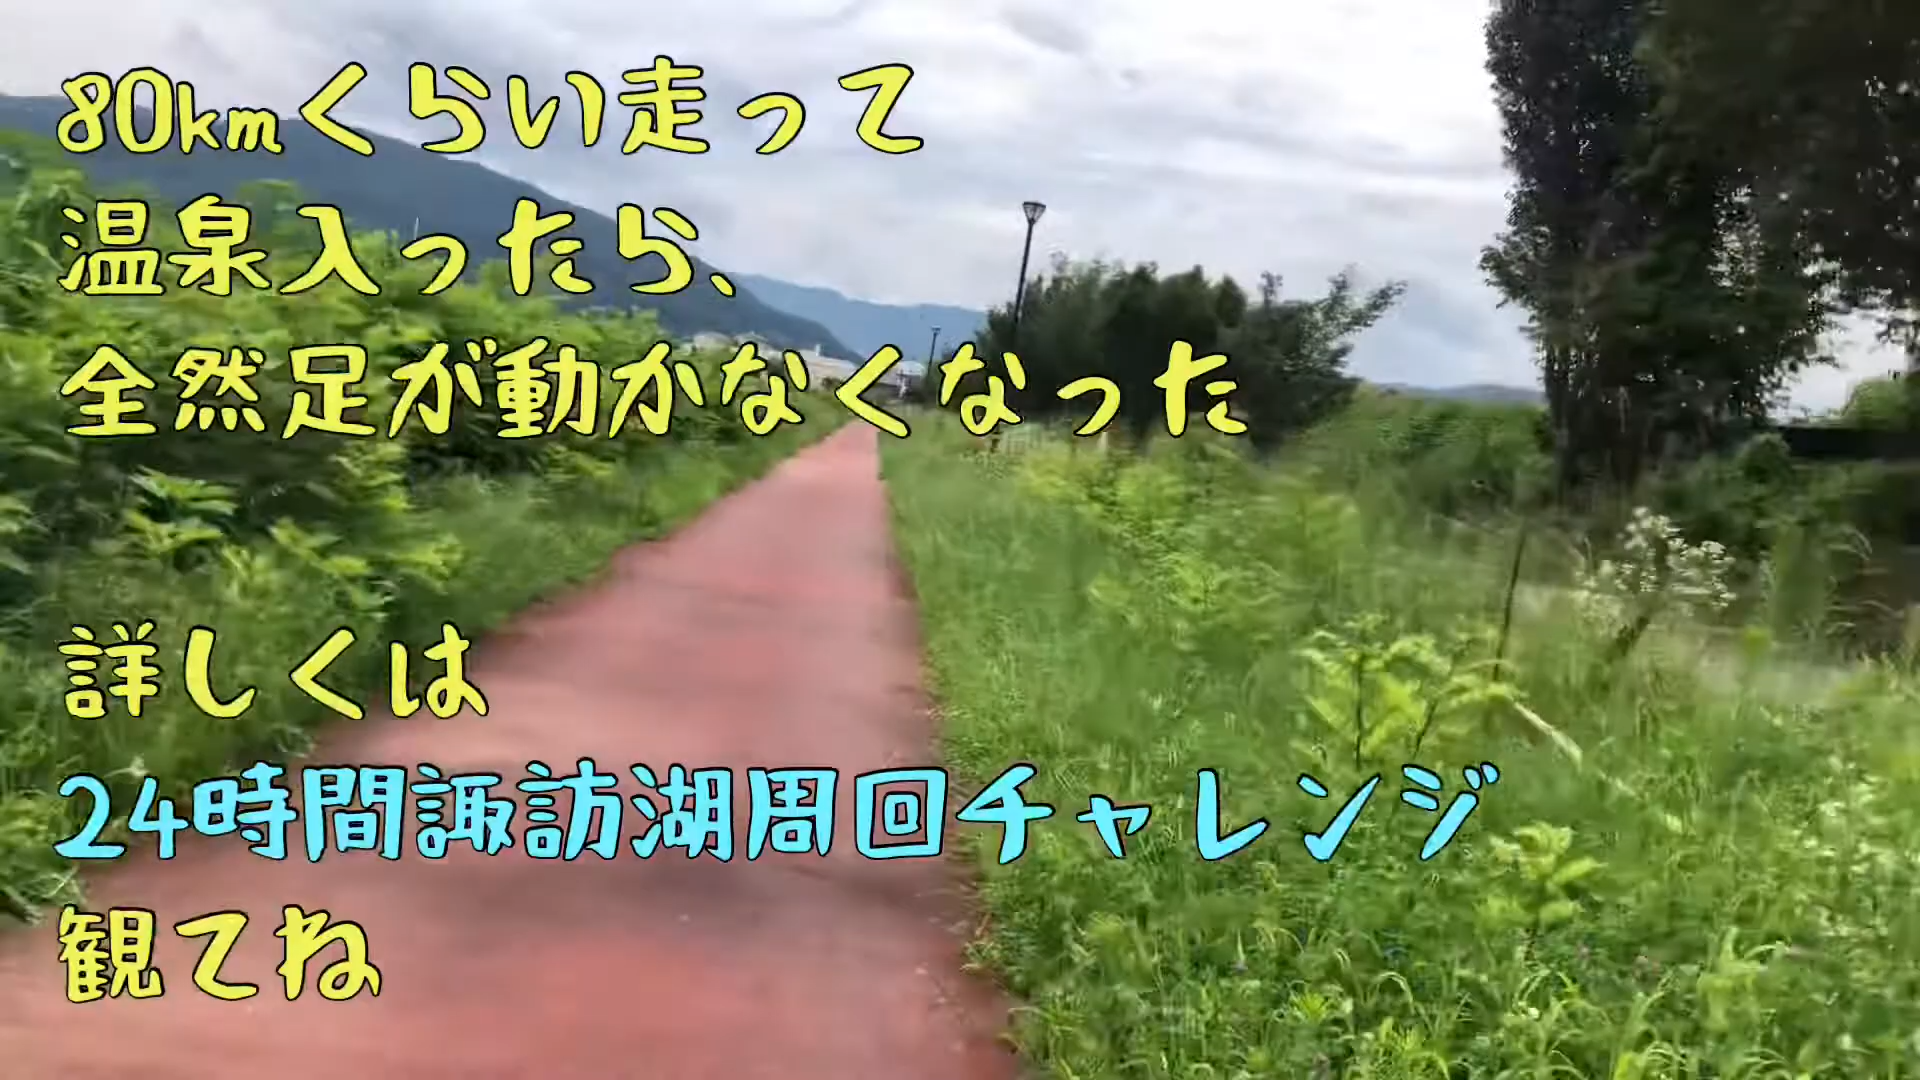 80kmくらい走って
温泉入ったら、
全然足が動かなくなった
詳しくは
24時間諏訪湖周回チャレンジ
観てね